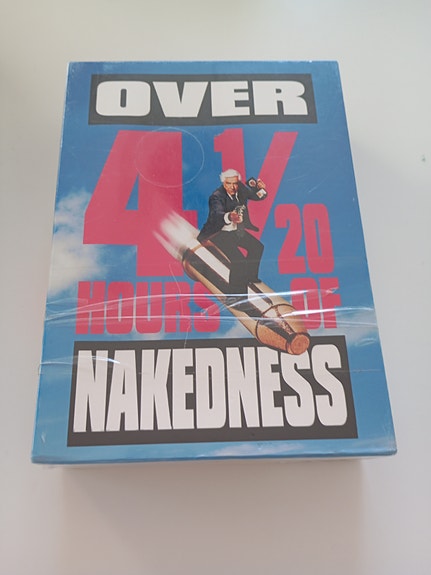 OVER
4 1/20
HOURS OF
NAKEDNESS